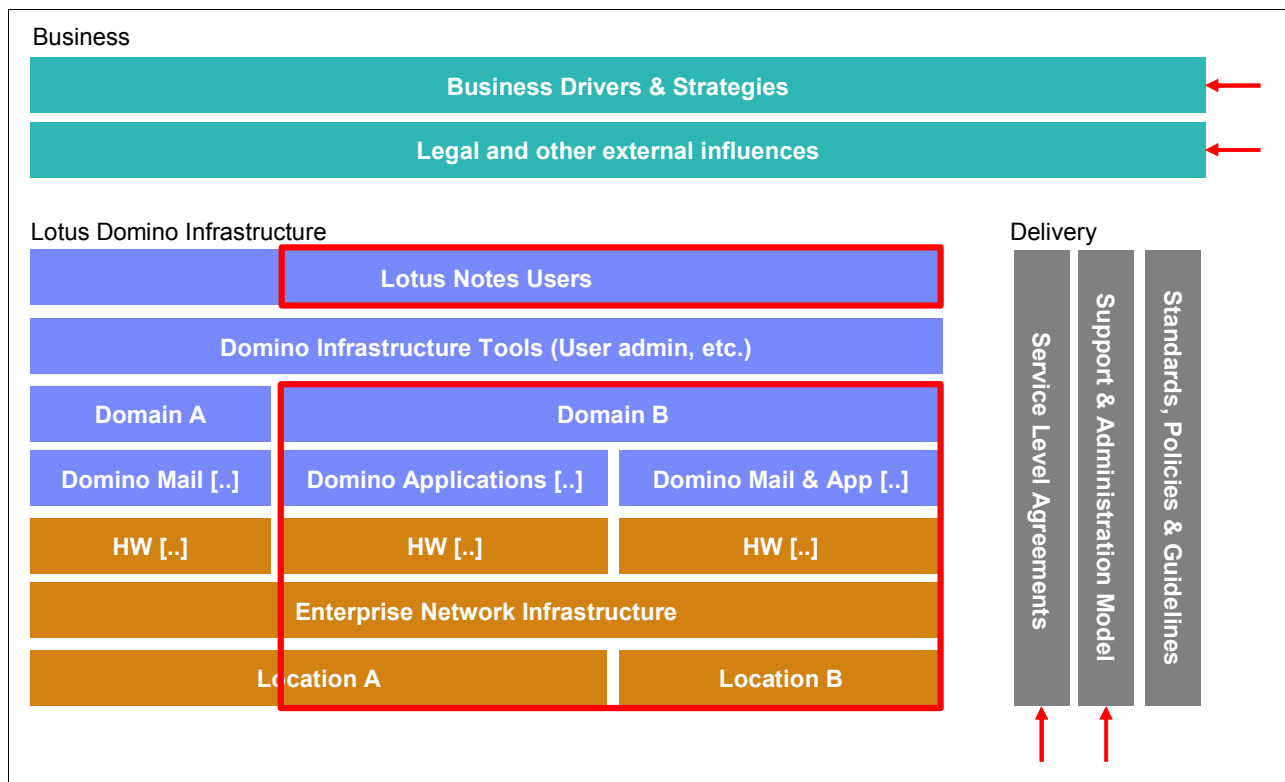 Business
Business Drivers & Strategies
Legal and other external influences
Lotus Domino Infrastructure
Lotus Notes Users
Domino Infrastructure Tools (User admin, etc.)
Domain A
Domain B
Domino Mail [..]
Domino Applications [..]
Domino Mail & App [..]
HW [..]
HW [..]
HW [..]
Enterprise Network Infrastructure
Location A
Location B
Delivery
Service Level Agreements
Support & Administration Model
Standards, Policies & Guidelines